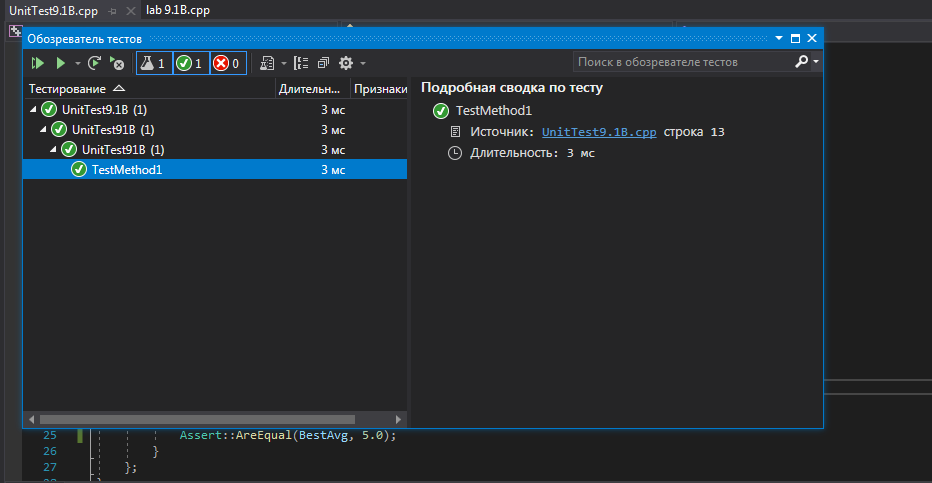 UnitTest9.1B.cpp lab 9.1B.cpp
Обозреватель тестов
1 1 0 Поиск в обозревателе тестов
Тестирование Длительн... Признаки Подробная сводка по тесту
UnitTest9.1B (1) 3 мс TestMethod1
UnitTest91B (1) 3 мс Источник: UnitTest9.1B.cpp строка 13
UnitTest91B (1) 3 мс Длительность: 3 мс
TestMethod1 3 мс
25 Assert::AreEqual(BestAvg, 5.0);
26 }
27 };